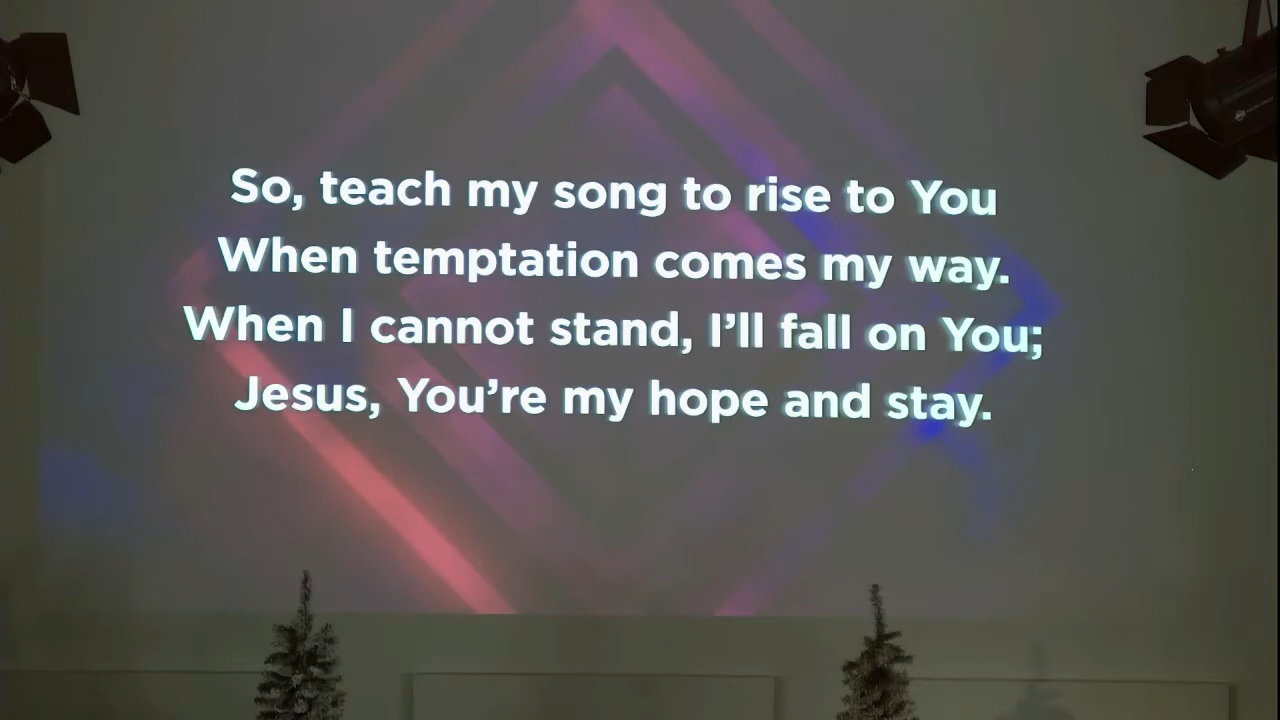 So, teach my song to rise to You
When temptation comes my way.
When I cannot stand, I'll fall on You;
Jesus, You're my hope and stay.